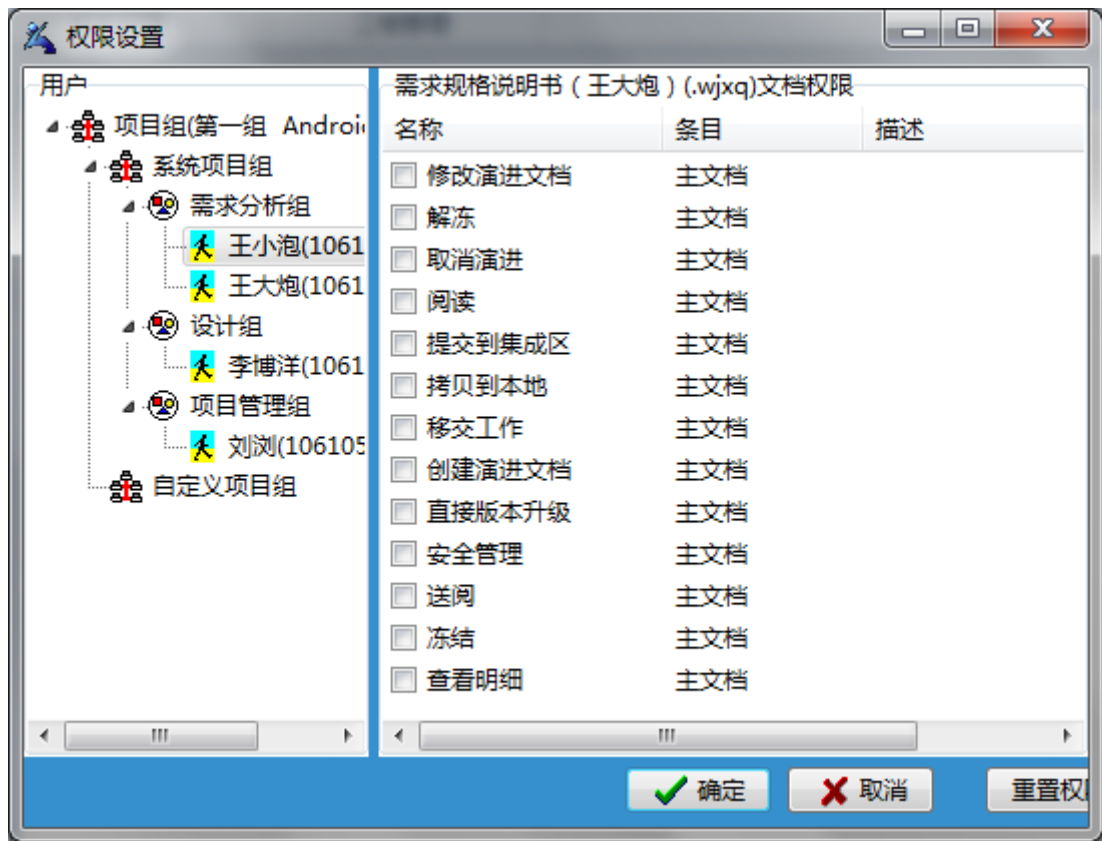 权限设置
用户
项目组(第一组 Androi
系统项目组
需求分析组
王小泡(1061
王大炮(1061
设计组
李博洋(1061
项目管理组
刘浏(106105
自定义项目组
需求规格说明书（王大炮）(.wjxq)文档权限
名称 条目 描述
修改演进文档 主文档
解冻 主文档
取消演进 主文档
阅读 主文档
提交到集成区 主文档
拷贝到本地 主文档
移交工作 主文档
创建演进文档 主文档
直接版本升级 主文档
安全管理 主文档
送阅 主文档
冻结 主文档
查看明细 主文档
确定 取消 重置权